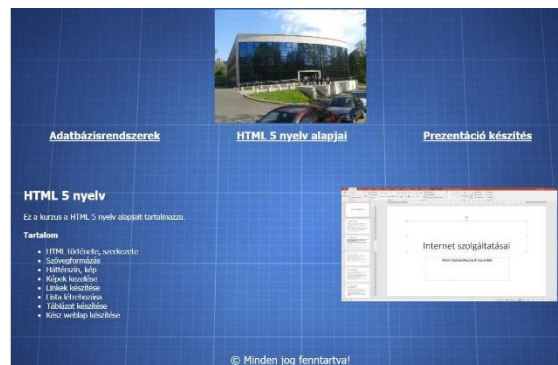 Adatbázisrendszerek
HTML 5 nyelv alapjai
Prezentáció készítés
HTML 5 nyelv
Ez a kurzus a HTML 5 nyelv alapjait tartalmazza.
Tartalom
HTML Története, szerkezete
Szövegformázás
Háttérszín, kép
Képek kezelése
Linkek készítése
Lista létrehozása
Táblázat készítése
Kész weblap készítése
Internet szolgáltatásai
© Minden jog fenntartva!